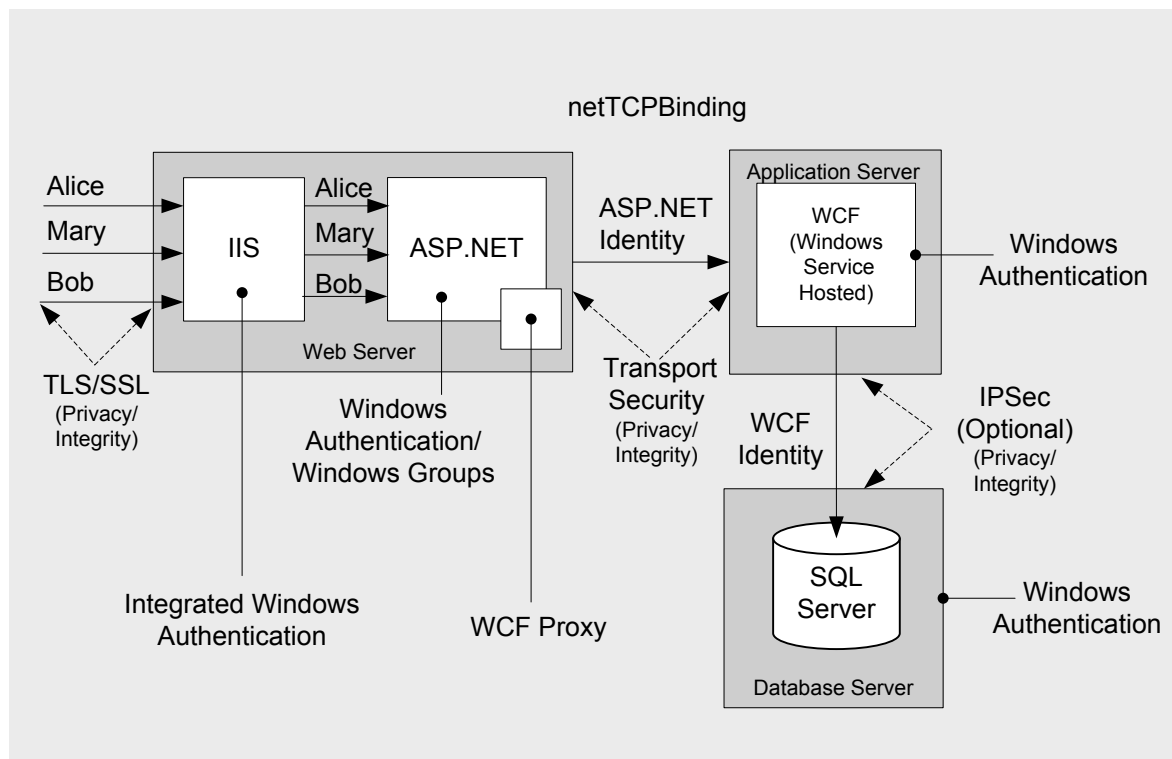 netTCPBinding
Alice
Mary
Bob
IIS
Alice
Mary
Bob
ASP.NET
Web Server
ASP.NET
Identity
Application Server
WCF
(Windows
Service
Hosted)
Windows
Authentication
TLS/SSL
(Privacy/
Integrity)
Windows
Authentication/
Windows Groups
Transport
Security
(Privacy/
Integrity)
WCF
Identity
IPSec
(Optional)
(Privacy/
Integrity)
Integrated Windows
Authentication
WCF Proxy
SQL
Server
Database Server
Windows
Authentication